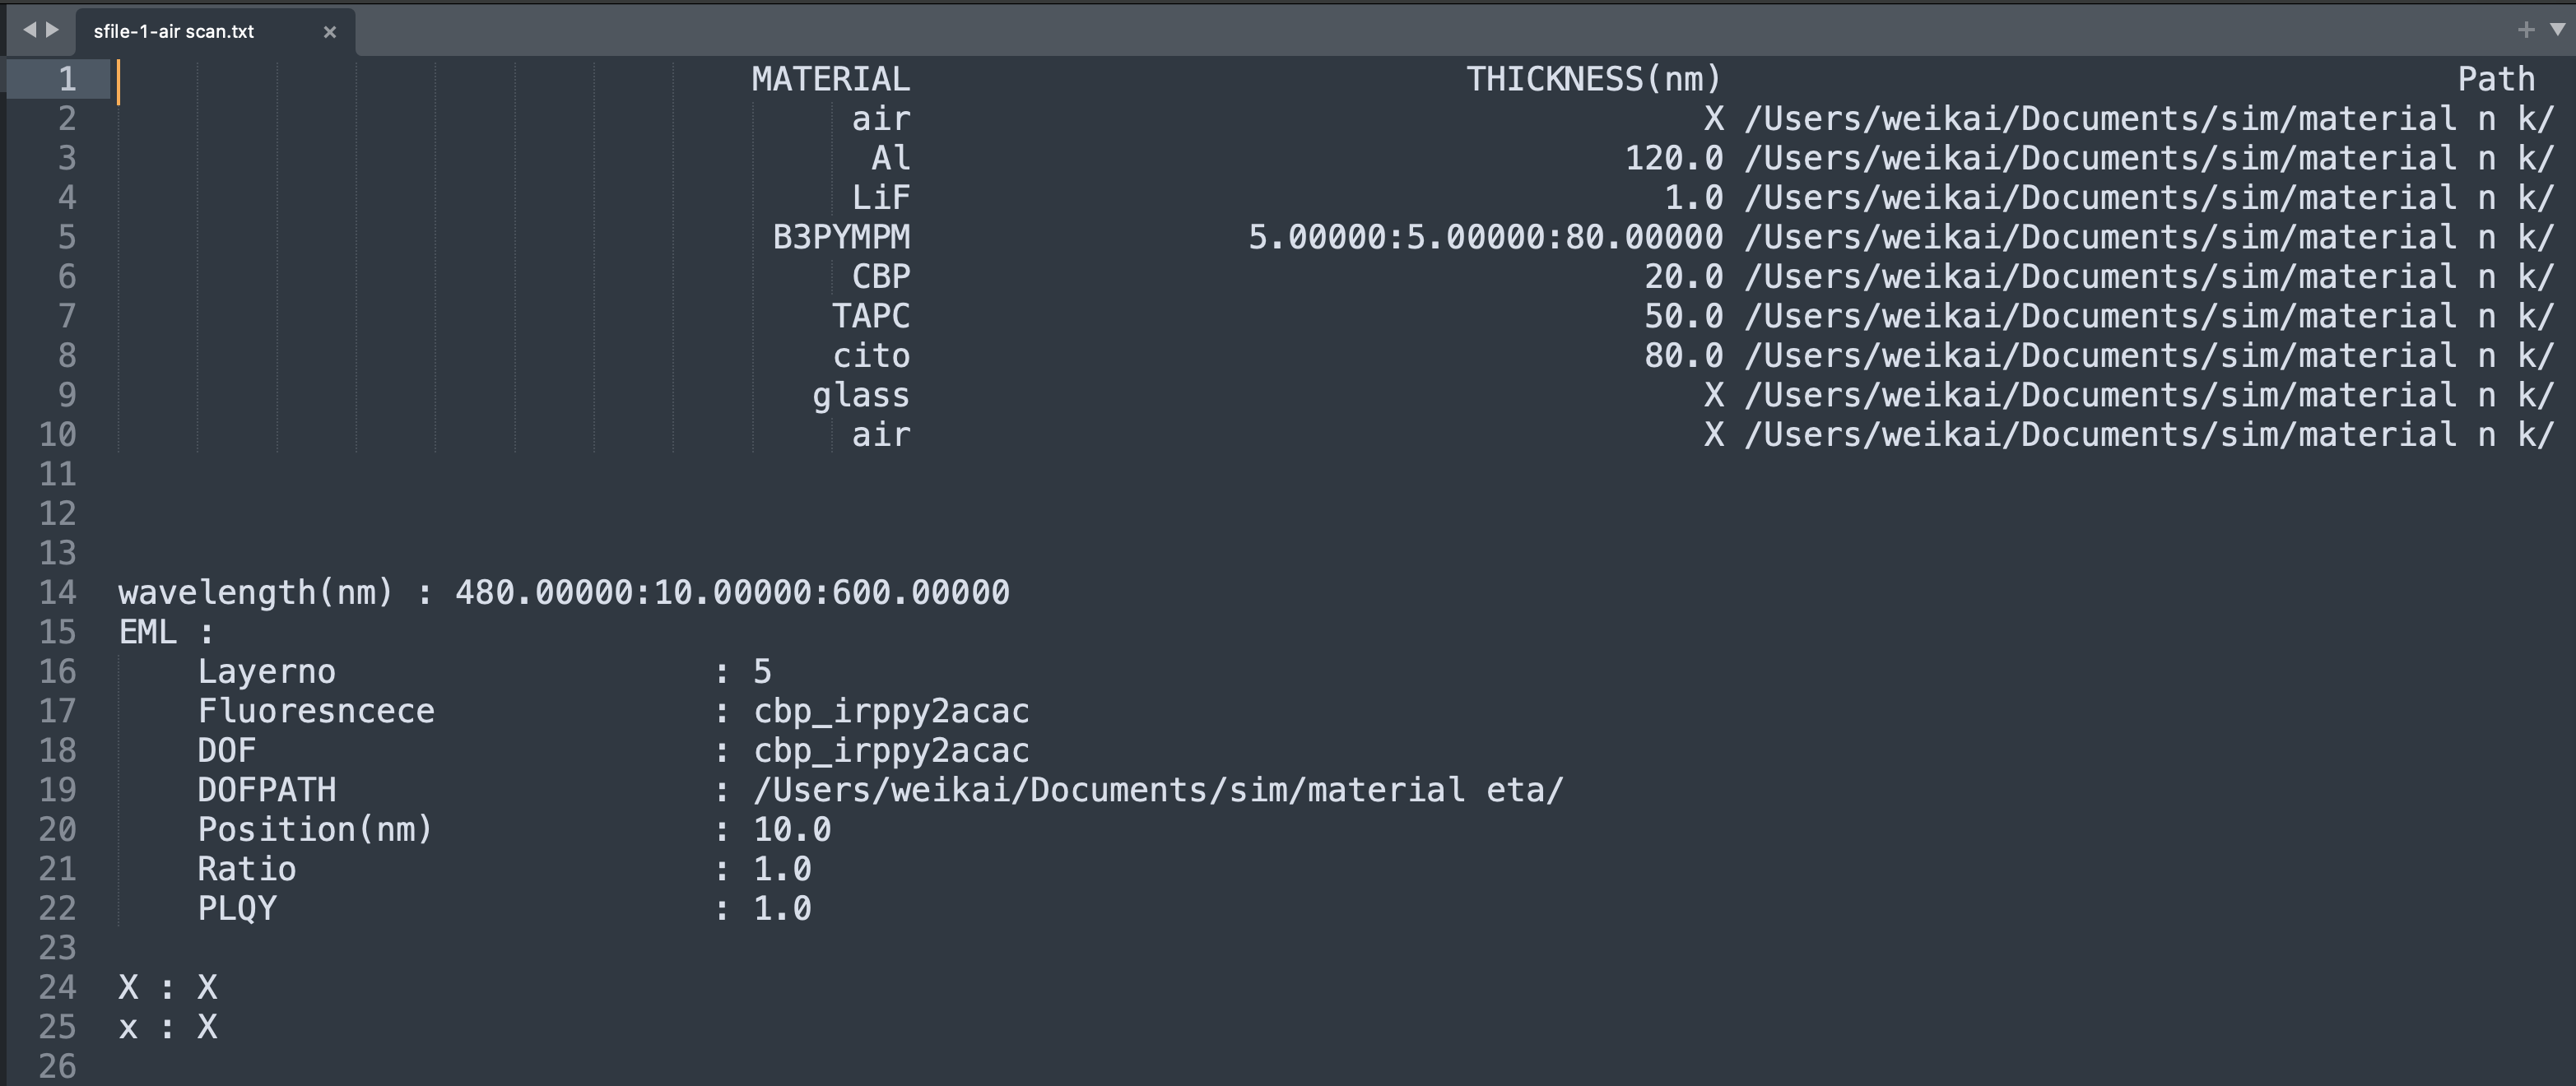 sfile-1-air scan.txt
1 MATERIAL THICKNESS(nm) Path
2 air X /Users/weikai/Documents/sim/material n k/
3 Al 120.0 /Users/weikai/Documents/sim/material n k/
4 LiF 1.0 /Users/weikai/Documents/sim/material n k/
5 B3PYMPM 5.00000:5.00000:80.00000 /Users/weikai/Documents/sim/material n k/
6 CBP 20.0 /Users/weikai/Documents/sim/material n k/
7 TAPC 50.0 /Users/weikai/Documents/sim/material n k/
8 cito 80.0 /Users/weikai/Documents/sim/material n k/
9 glass X /Users/weikai/Documents/sim/material n k/
10 air X /Users/weikai/Documents/sim/material n k/
11
12
13
14 wavelength(nm) : 480.00000:10.00000:600.00000
15 EML :
16 Layerno : 5
17 Fluoresncece : cbp_irppy2acac
18 DOF : cbp_irppy2acac
19 DOFPATH : /Users/weikai/Documents/sim/material eta/
20 Position(nm) : 10.0
21 Ratio : 1.0
22 PLQY : 1.0
23
24 X : X
25 x : X
26